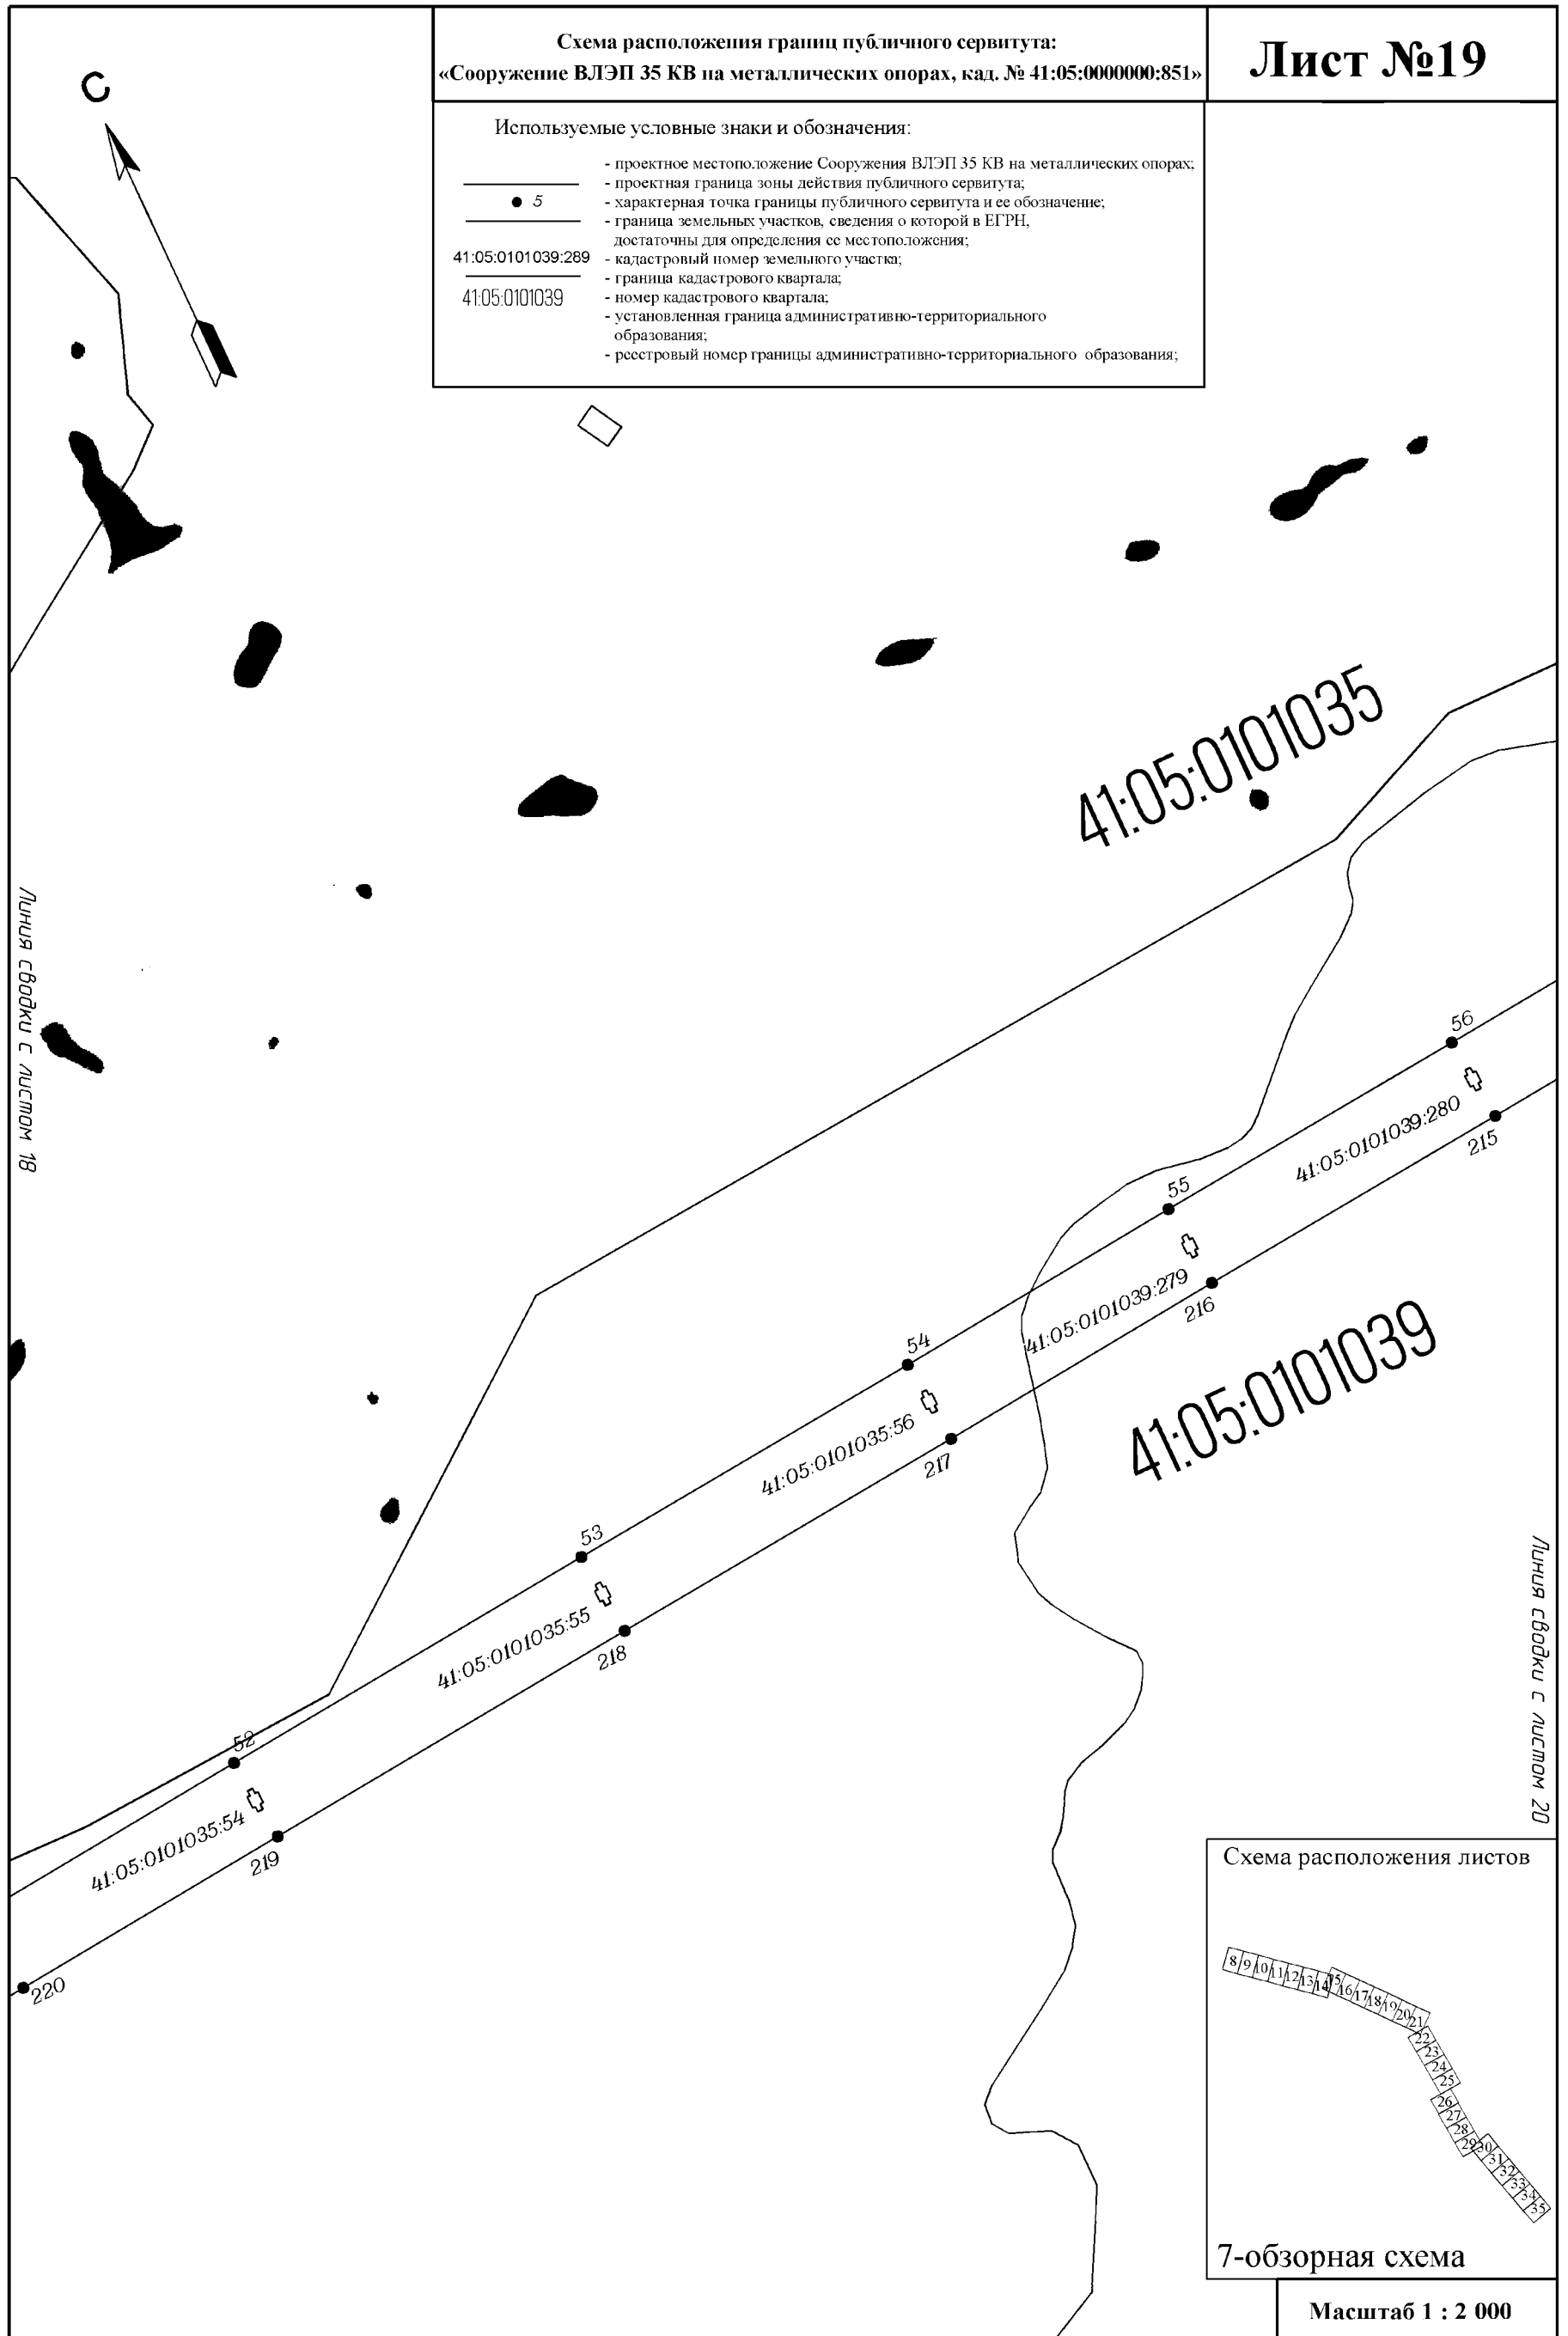 Схема расположения границ публичного сервитута:
«Сооружение ВЛЭП 35 КВ на металлических опорах, кад. № 41:05:0000000:851»
Лист №19
С
Используемые условные знаки и обозначения:
- проектное местоположение Сооружения ВЛЭП 35 КВ на металлических опорах;
- проектная граница зоны действия публичного сервитута;
5 - характерная точка границы публичного сервитута и ее обозначение;
- граница земельных участков, сведения о которой в ЕГРН,
достаточны для определения ее местоположения;
41:05:0101039:289 - кадастровый номер земельного участка;
- граница кадастрового квартала;
41:05:0101039 - номер кадастрового квартала;
- установленная граница административно-территориального
образования;
- реестровый номер границы административно-территориального образования;
41:05:0101035
Линия сводки с листом 18
56
41:05:0101039:280
215
55
41:05:0101039:279
216
54
41:05:0101039
41:05:0101035:56
217
53
41:05:0101035:55
218
52
41:05:0101035:54
219
220
Линия сводки с листом 20
Схема расположения листов
8 9 10 11 12 13 14 15 16 17 18 19 20 21
22
23
24
25
26
27
28
29 30
31
32
33
34
35
7-обзорная схема
Масштаб 1 : 2 000